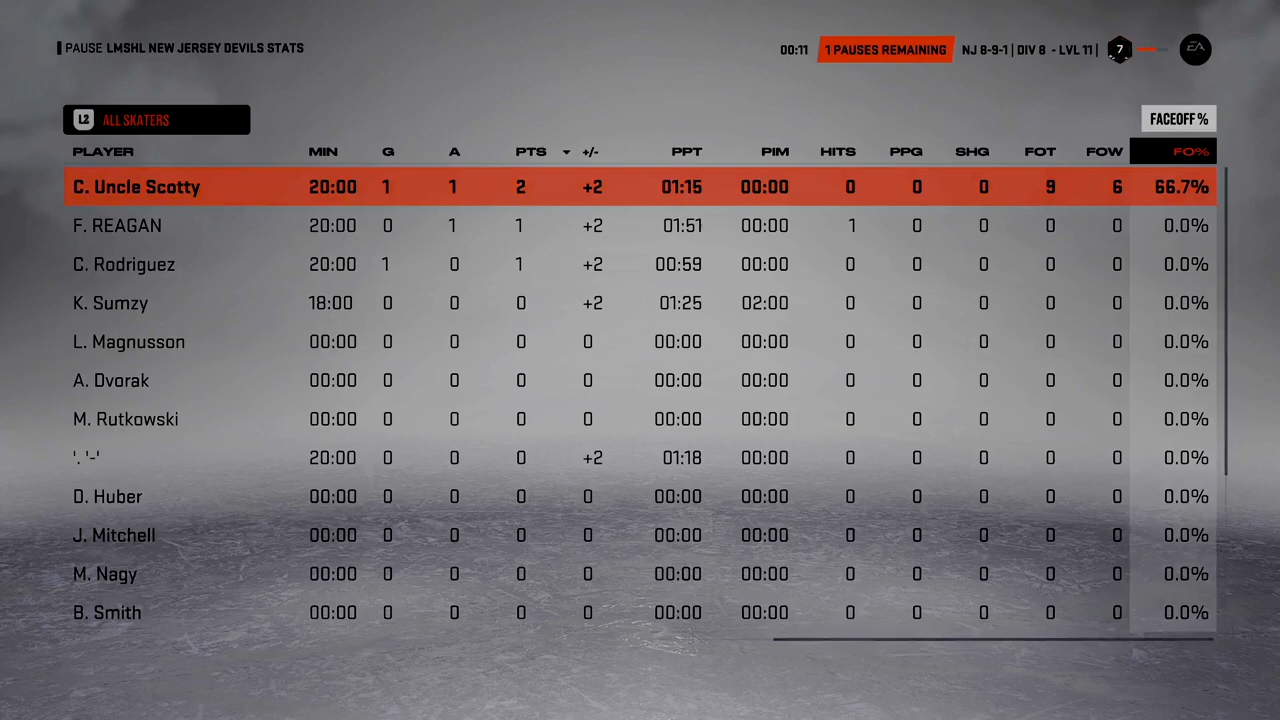 PAUSE LMSHL NEW JERSEY DEVILS STATS
00:11 1 PAUSES REMAINING NJ 8-9-1 | DIV 8 - LVL 11 | 7 EA
L2 ALL SKATERS
FACEOFF %
PLAYER MIN G A PTS +/- PPT PIM HITS PPG SHG FOT FOW FO%
C. Uncle Scotty 20:00 1 1 2 +2 01:15 00:00 0 0 0 9 6 66.7%
F. REAGAN 20:00 0 1 1 +2 01:51 00:00 1 0 0 0 0 0.0%
C. Rodriguez 20:00 1 0 1 +2 00:59 00:00 0 0 0 0 0 0.0%
K. Sumzy 18:00 0 0 0 +2 01:25 02:00 0 0 0 0 0 0.0%
L. Magnusson 00:00 0 0 0 0 00:00 00:00 0 0 0 0 0 0.0%
A. Dvorak 00:00 0 0 0 0 00:00 00:00 0 0 0 0 0 0.0%
M. Rutkowski 00:00 0 0 0 0 00:00 00:00 0 0 0 0 0 0.0%
'. '-' 20:00 0 0 0 +2 01:18 00:00 0 0 0 0 0 0.0%
D. Huber 00:00 0 0 0 0 00:00 00:00 0 0 0 0 0 0.0%
J. Mitchell 00:00 0 0 0 0 00:00 00:00 0 0 0 0 0 0.0%
M. Nagy 00:00 0 0 0 0 00:00 00:00 0 0 0 0 0 0.0%
B. Smith 00:00 0 0 0 0 00:00 00:00 0 0 0 0 0 0.0%